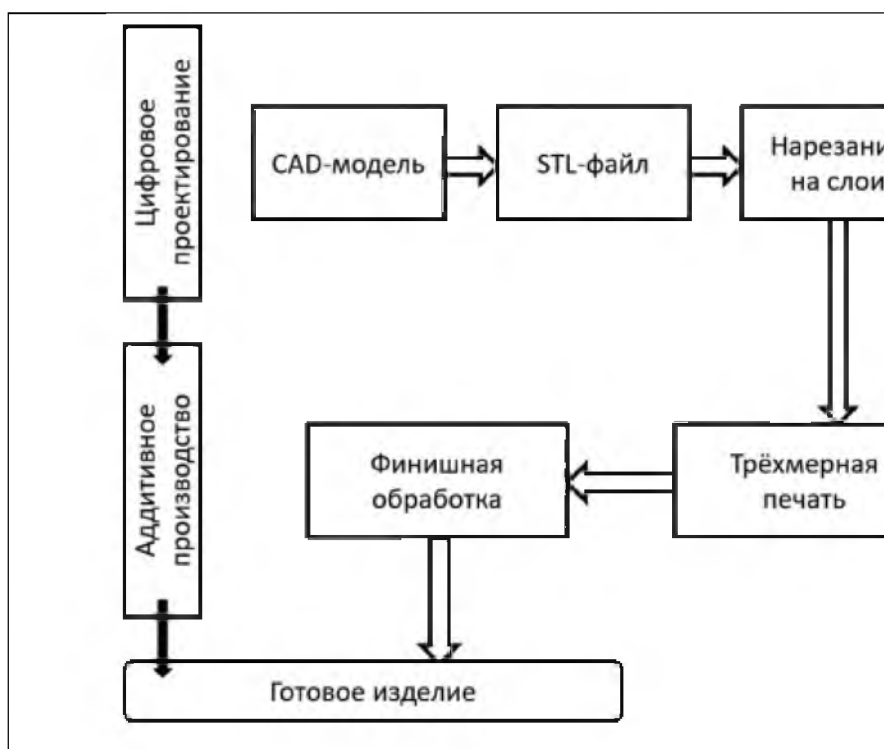 Цифровое
проектирование
CAD-модель
STL-файл
Нарезани
на слои
Аддитивное
производство
Финишная
обработка
Трёхмерная
печать
Готовое изделие